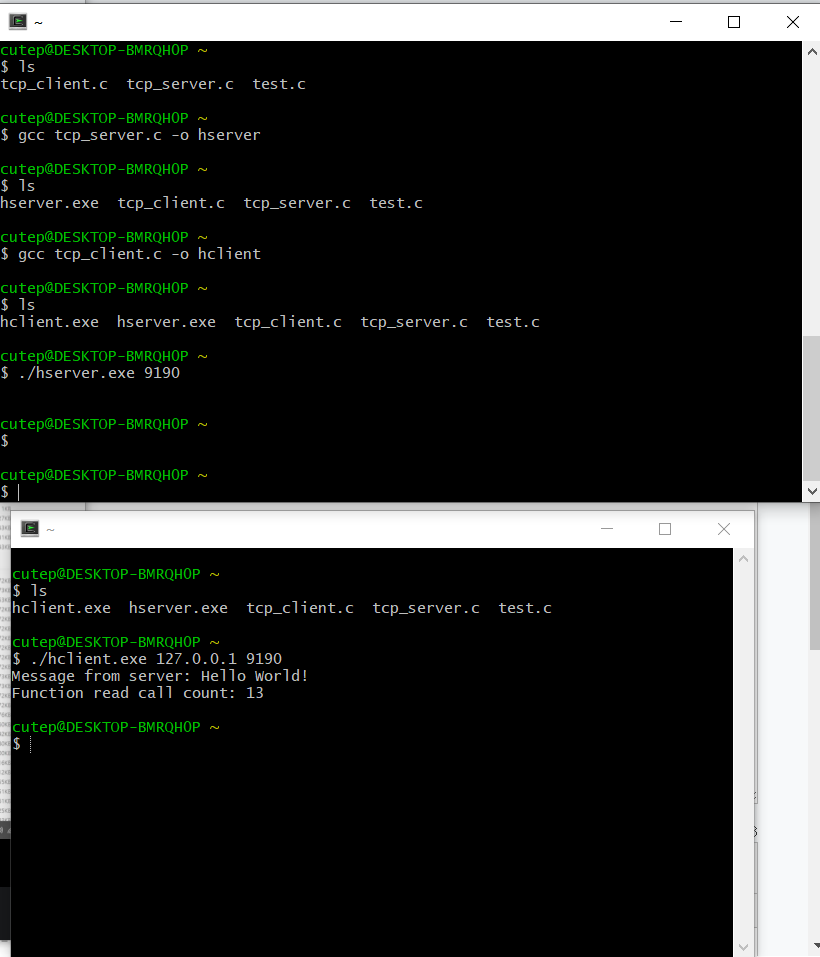 ~
cutep@DESKTOP-BMRQHOP ~
$ ls
tcp_client.c  tcp_server.c  test.c
cutep@DESKTOP-BMRQHOP ~
$ gcc tcp_server.c -o hserver
cutep@DESKTOP-BMRQHOP ~
$ ls
hserver.exe  tcp_client.c  tcp_server.c  test.c
cutep@DESKTOP-BMRQHOP ~
$ gcc tcp_client.c -o hclient
cutep@DESKTOP-BMRQHOP ~
$ ls
hclient.exe  hserver.exe  tcp_client.c  tcp_server.c  test.c
cutep@DESKTOP-BMRQHOP ~
$ ./hserver.exe 9190
cutep@DESKTOP-BMRQHOP ~
$
cutep@DESKTOP-BMRQHOP ~
$
~
cutep@DESKTOP-BMRQHOP ~
$ ls
hclient.exe  hserver.exe  tcp_client.c  tcp_server.c  test.c
cutep@DESKTOP-BMRQHOP ~
$ ./hclient.exe 127.0.0.1 9190
Message from server: Hello World!
Function read call count: 13
cutep@DESKTOP-BMRQHOP ~
$